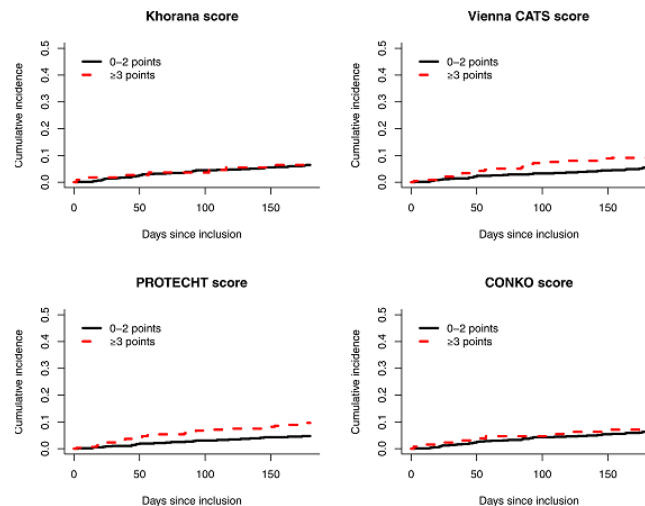 Khorana score
Cumulative incidence
0.5
0.4
0.3
0.2
0.1
0.0
0–2 points
≥3 points
0 50 100 150
Days since inclusion
Vienna CATS score
Cumulative incidence
0.5
0.4
0.3
0.2
0.1
0.0
0–2 points
≥3 points
0 50 100 150
Days since inclusion
PROTECHT score
Cumulative incidence
0.5
0.4
0.3
0.2
0.1
0.0
0–2 points
≥3 points
0 50 100 150
Days since inclusion
CONKO score
Cumulative incidence
0.5
0.4
0.3
0.2
0.1
0.0
0–2 points
≥3 points
0 50 100 150
Days since inclusion